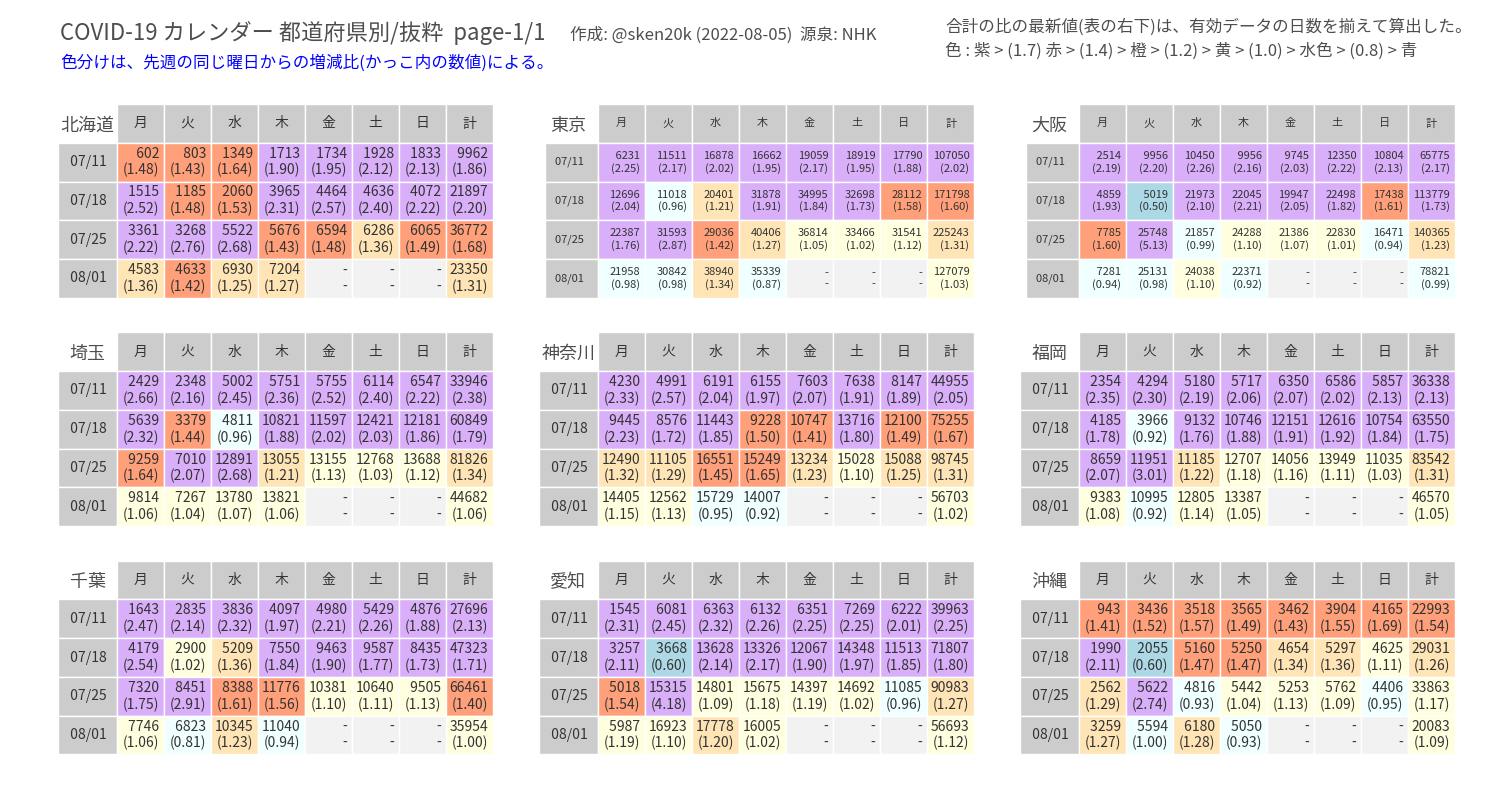 COVID-19 カレンダー 都道府県別/抜粋 page-1/1 作成: @sken20k (2022-08-05) 源泉: NHK
色分けは、先週の同じ曜日からの増減比(かっこ内の数値)による。
合計の比の最新値(表の右下)は、有効データの日数を揃えて算出した。
色 : 紫 > (1.7) 赤 > (1.4) > 橙 > (1.2) > 黄 > (1.0) > 水色 > (0.8) > 青
北海道 月 火 水 木 金 土 日 計
07/11 602 803 1349 1713 1734 1928 1833 9962
(1.48) (1.43) (1.64) (1.90) (1.95) (2.12) (2.13) (1.86)
07/18 1515 1185 2060 3965 4464 4636 4072 21897
(2.52) (1.48) (1.53) (2.31) (2.57) (2.40) (2.22) (2.20)
07/25 3361 3268 5522 5676 6594 6286 6065 36772
(2.22) (2.76) (2.68) (1.43) (1.48) (1.36) (1.49) (1.68)
08/01 4583 4633 6930 7204 - - - 23350
(1.36) (1.42) (1.25) (1.27) - - - (1.31)
東京 月 火 水 木 金 土 日 計
07/11 6231 11511 16878 16662 19059 18919 17790 107050
(2.25) (2.17) (2.02) (1.95) (2.17) (1.95) (1.88) (2.02)
07/18 12696 11018 20401 31878 34995 32698 28112 171798
(2.04) (0.96) (1.21) (1.91) (1.84) (1.73) (1.58) (1.60)
07/25 22387 31593 29036 40406 36814 33466 31541 225243
(1.76) (2.87) (1.42) (1.27) (1.05) (1.02) (1.12) (1.31)
08/01 21958 30842 38940 35339 - - - 127079
(0.98) (0.98) (1.34) (0.87) - - - (1.03)
大阪 月 火 水 木 金 土 日 計
07/11 2514 9956 10450 9956 9745 12350 10804 65775
(2.19) (2.20) (2.26) (2.16) (2.03) (2.22) (2.13) (2.17)
07/18 4859 5019 21973 22045 19947 22498 17438 113779
(1.93) (0.50) (2.10) (2.21) (2.05) (1.82) (1.61) (1.73)
07/25 7785 25748 21857 24288 21386 22830 16471 140365
(1.60) (5.13) (0.99) (1.10) (1.07) (1.01) (0.94) (1.23)
08/01 7281 25131 24038 22371 - - - 78821
(0.94) (0.98) (1.10) (0.92) - - - (0.99)
埼玉 月 火 水 木 金 土 日 計
07/11 2429 2348 5002 5751 5755 6114 6547 33946
(2.66) (2.16) (2.45) (2.36) (2.52) (2.40) (2.22) (2.38)
07/18 5639 3379 4811 10821 11597 12421 12181 60849
(2.32) (1.44) (0.96) (1.88) (2.02) (2.03) (1.86) (1.79)
07/25 9259 7010 12891 13055 13155 12768 13688 81826
(1.64) (2.07) (2.68) (1.21) (1.13) (1.03) (1.12) (1.34)
08/01 9814 7267 13780 13821 - - - 44682
(1.06) (1.04) (1.07) (1.06) - - - (1.06)
神奈川 月 火 水 木 金 土 日 計
07/11 4230 4991 6191 6155 7603 7638 8147 44955
(2.33) (2.57) (2.04) (1.97) (2.07) (1.91) (1.89) (2.05)
07/18 9445 8576 11443 9228 10747 13716 12100 75255
(2.23) (1.72) (1.85) (1.50) (1.41) (1.80) (1.49) (1.67)
07/25 12490 11105 16551 15249 13234 15028 15088 98745
(1.32) (1.29) (1.45) (1.65) (1.23) (1.10) (1.25) (1.31)
08/01 14405 12562 15729 14007 - - - 56703
(1.15) (1.13) (0.95) (0.92) - - - (1.02)
福岡 月 火 水 木 金 土 日 計
07/11 2354 4294 5180 5717 6350 6586 5857 36338
(2.35) (2.30) (2.19) (2.06) (2.07) (2.02) (2.13) (2.13)
07/18 4185 3966 9132 10746 12151 12616 10754 63550
(1.78) (0.92) (1.76) (1.88) (1.91) (1.92) (1.84) (1.75)
07/25 8659 11951 11185 12707 14056 13949 11035 83542
(2.07) (3.01) (1.22) (1.18) (1.16) (1.11) (1.03) (1.31)
08/01 9383 10995 12805 13387 - - - 46570
(1.08) (0.92) (1.14) (1.05) - - - (1.05)
千葉 月 火 水 木 金 土 日 計
07/11 1643 2835 3836 4097 4980 5429 4876 27696
(2.47) (2.14) (2.32) (1.97) (2.21) (2.26) (1.88) (2.13)
07/18 4179 2900 5209 7550 9463 9587 8435 47323
(2.54) (1.02) (1.36) (1.84) (1.90) (1.77) (1.73) (1.71)
07/25 7320 8451 8388 11776 10381 10640 9505 66461
(1.75) (2.91) (1.61) (1.56) (1.10) (1.11) (1.13) (1.40)
08/01 7746 6823 10345 11040 - - - 35954
(1.06) (0.81) (1.23) (0.94) - - - (1.00)
愛知 月 火 水 木 金 土 日 計
07/11 1545 6081 6363 6132 6351 7269 6222 39963
(2.31) (2.45) (2.32) (2.26) (2.25) (2.25) (2.01) (2.25)
07/18 3257 3668 13628 13326 12067 14348 11513 71807
(2.11) (0.60) (2.14) (2.17) (1.90) (1.97) (1.85) (1.80)
07/25 5018 15315 14801 15675 14397 14692 11085 90983
(1.54) (4.18) (1.09) (1.18) (1.19) (1.02) (0.96) (1.27)
08/01 5987 16923 17778 16005 - - - 56693
(1.19) (1.10) (1.20) (1.02) - - - (1.12)
沖縄 月 火 水 木 金 土 日 計
07/11 943 3436 3518 3565 3462 3904 4165 22993
(1.41) (1.52) (1.57) (1.49) (1.43) (1.55) (1.69) (1.54)
07/18 1990 2055 5160 5250 4654 5297 4625 29031
(2.11) (0.60) (1.47) (1.47) (1.34) (1.36) (1.11) (1.26)
07/25 2562 5622 4816 5442 5253 5762 4406 33863
(1.29) (2.74) (0.93) (1.04) (1.13) (1.09) (0.95) (1.17)
08/01 3259 5594 6180 5050 - - - 20083
(1.27) (1.00) (1.28) (0.93) - - - (1.09)